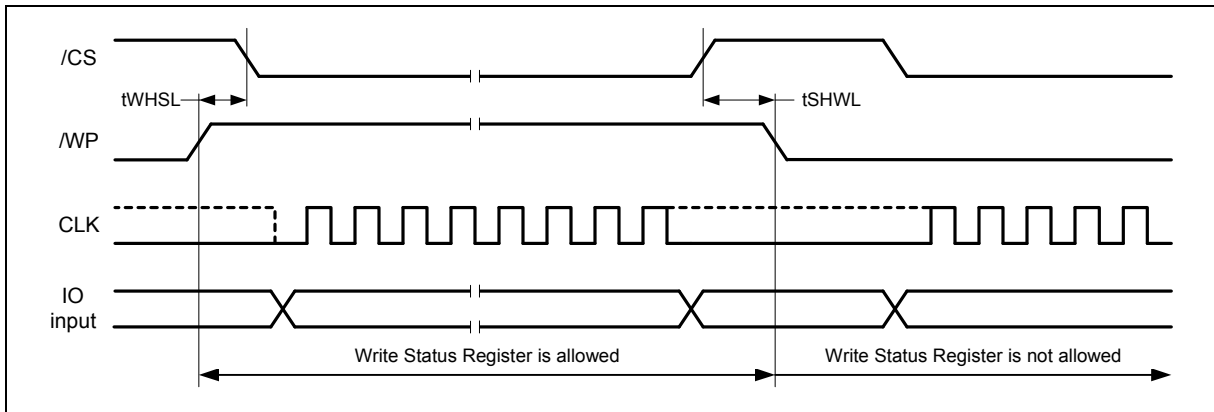 /CS
tWHSL
tSHWL
/WP
CLK
IO
input
Write Status Register is allowed
Write Status Register is not allowed